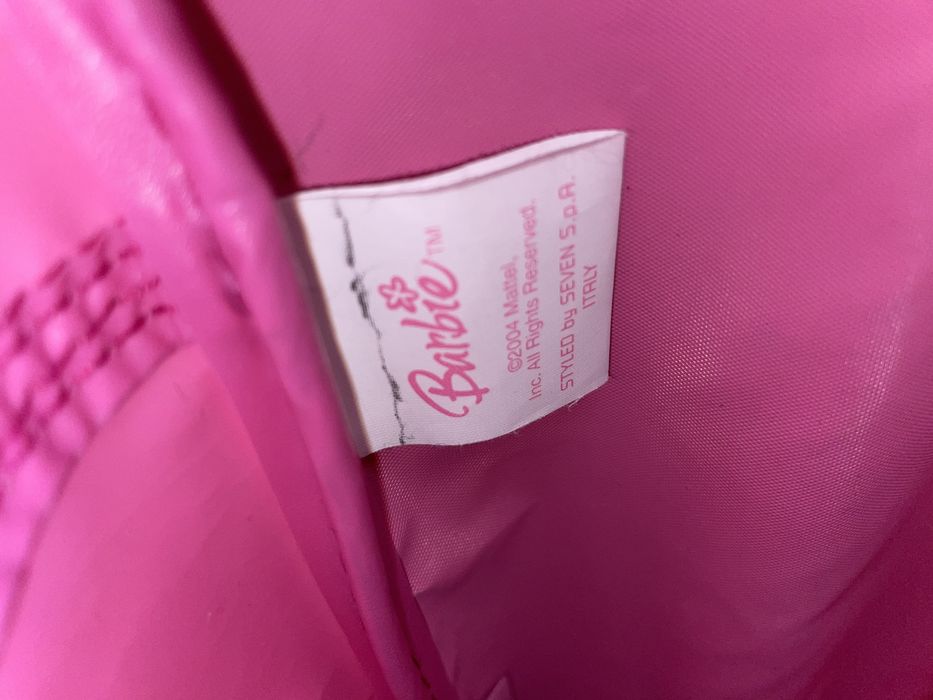 Barbie™
©2004 Mattel,
Inc. All Rights Reserved.
STYLED by SEVEN S.p.A.
ITALY